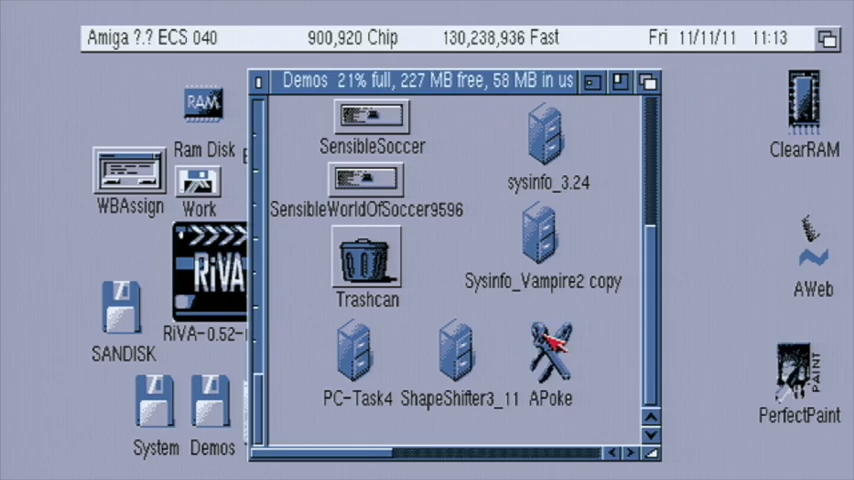 Amiga ?.? ECS 040 900,920 Chip 130,238,936 Fast Fri 11/11/11 11:13
Demos 21% full, 227 MB free, 58 MB in us
RAM
Ram Disk
WBAssign
Work
RiVA
RiVA-0.52-
SANDISK
System
Demos
SensibleSoccer
sysinfo_3.24
SensibleWorldOfSoccer9596
Sysinfo_Vampire2 copy
Trashcan
PC-Task4
ShapeShifter3_11
APoke
ClearRAM
AWeb
PAINT
PerfectPaint